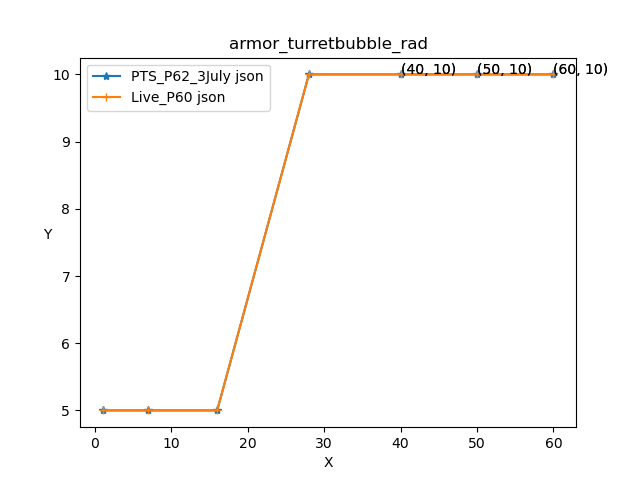 armor_turretbubble_rad
PTS_P62_3July json
Live_P60 json
(40, 10) (50, 10) (60, 10)
10
9
8
7
6
5
Y
0 10 20 30 40 50 60
X